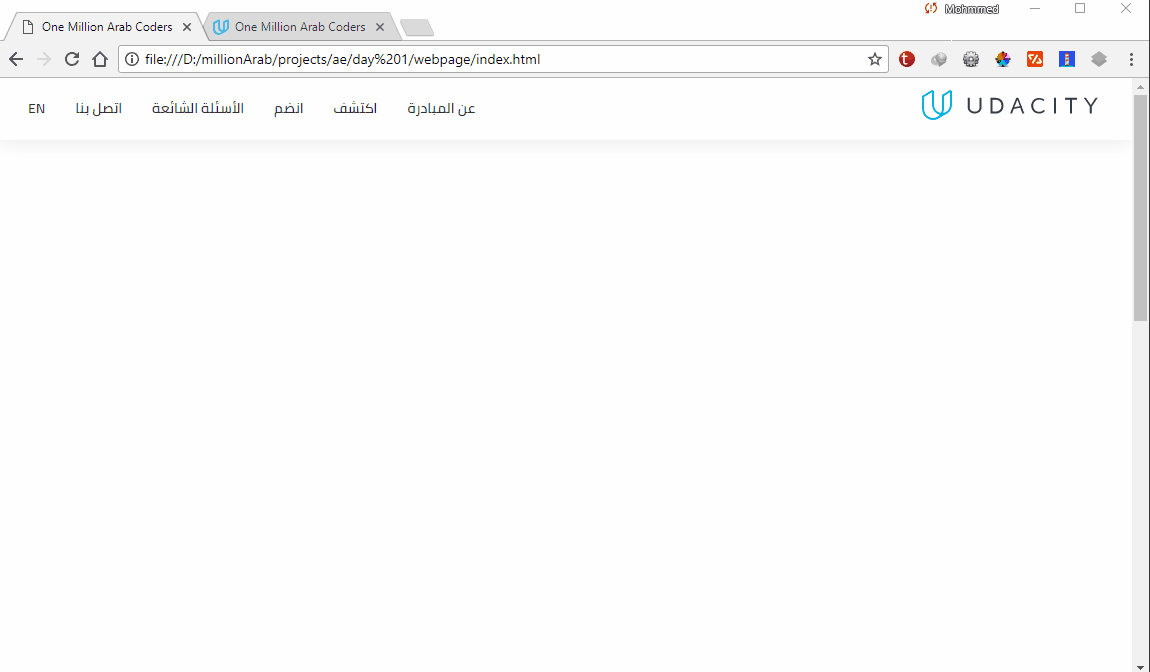 Mohmmed
One Million Arab Coders
One Million Arab Coders
file:///D:/millionArab/projects/ae/day%201/webpage/index.html
UDACITY
عن المبادرة
اكتشف
انضم
الأسئلة الشائعة
اتصل بنا
EN